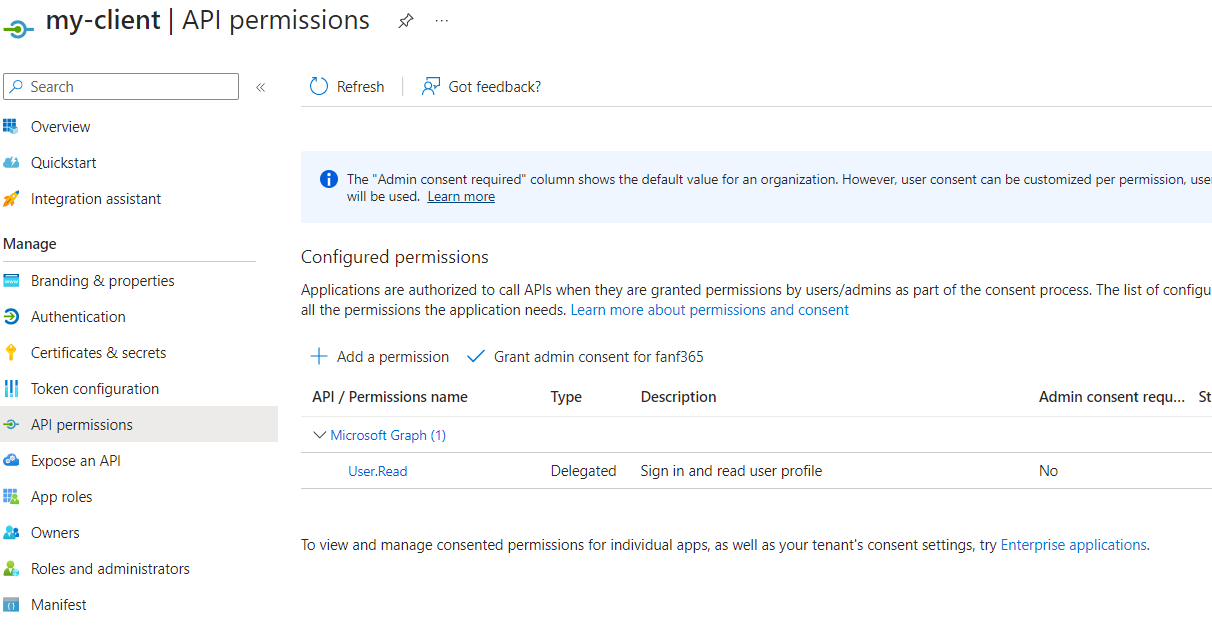 my-client | API permissions ...
Search «
Refresh | Got feedback?
Overview
Quickstart
Integration assistant
Manage
Branding & properties
Authentication
Certificates & secrets
Token configuration
API permissions
Expose an API
App roles
Owners
Roles and administrators
Manifest
The "Admin consent required" column shows the default value for an organization. However, user consent can be customized per permission, use
will be used. Learn more
Configured permissions
Applications are authorized to call APIs when they are granted permissions by users/admins as part of the consent process. The list of configu
all the permissions the application needs. Learn more about permissions and consent
Add a permission Grant admin consent for fanf365
API / Permissions name Type Description Admin consent requ... St
Microsoft Graph (1)
User.Read Delegated Sign in and read user profile No
To view and manage consented permissions for individual apps, as well as your tenant's consent settings, try Enterprise applications.